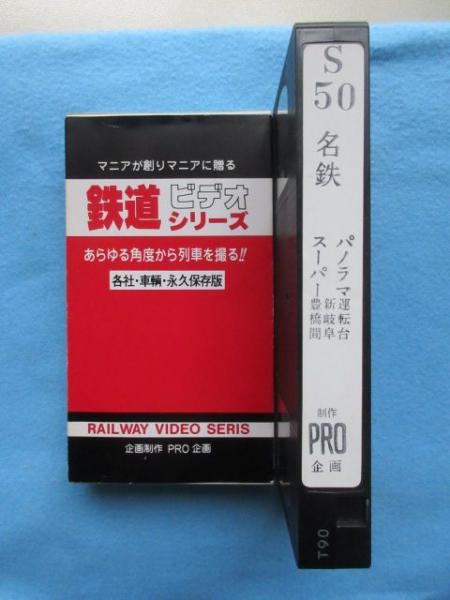 マニアが創りマニアに贈る
鉄道 ビデオ
シリーズ
あらゆる角度から列車を撮る!!
各社・車輌・永久保存版
RAILWAY VIDEO SERIS
企画制作 PRO 企画
S
50
名鉄
パノラマ運転台
スーパー新岐阜
豊橋間
制作
PRO
企画
T90